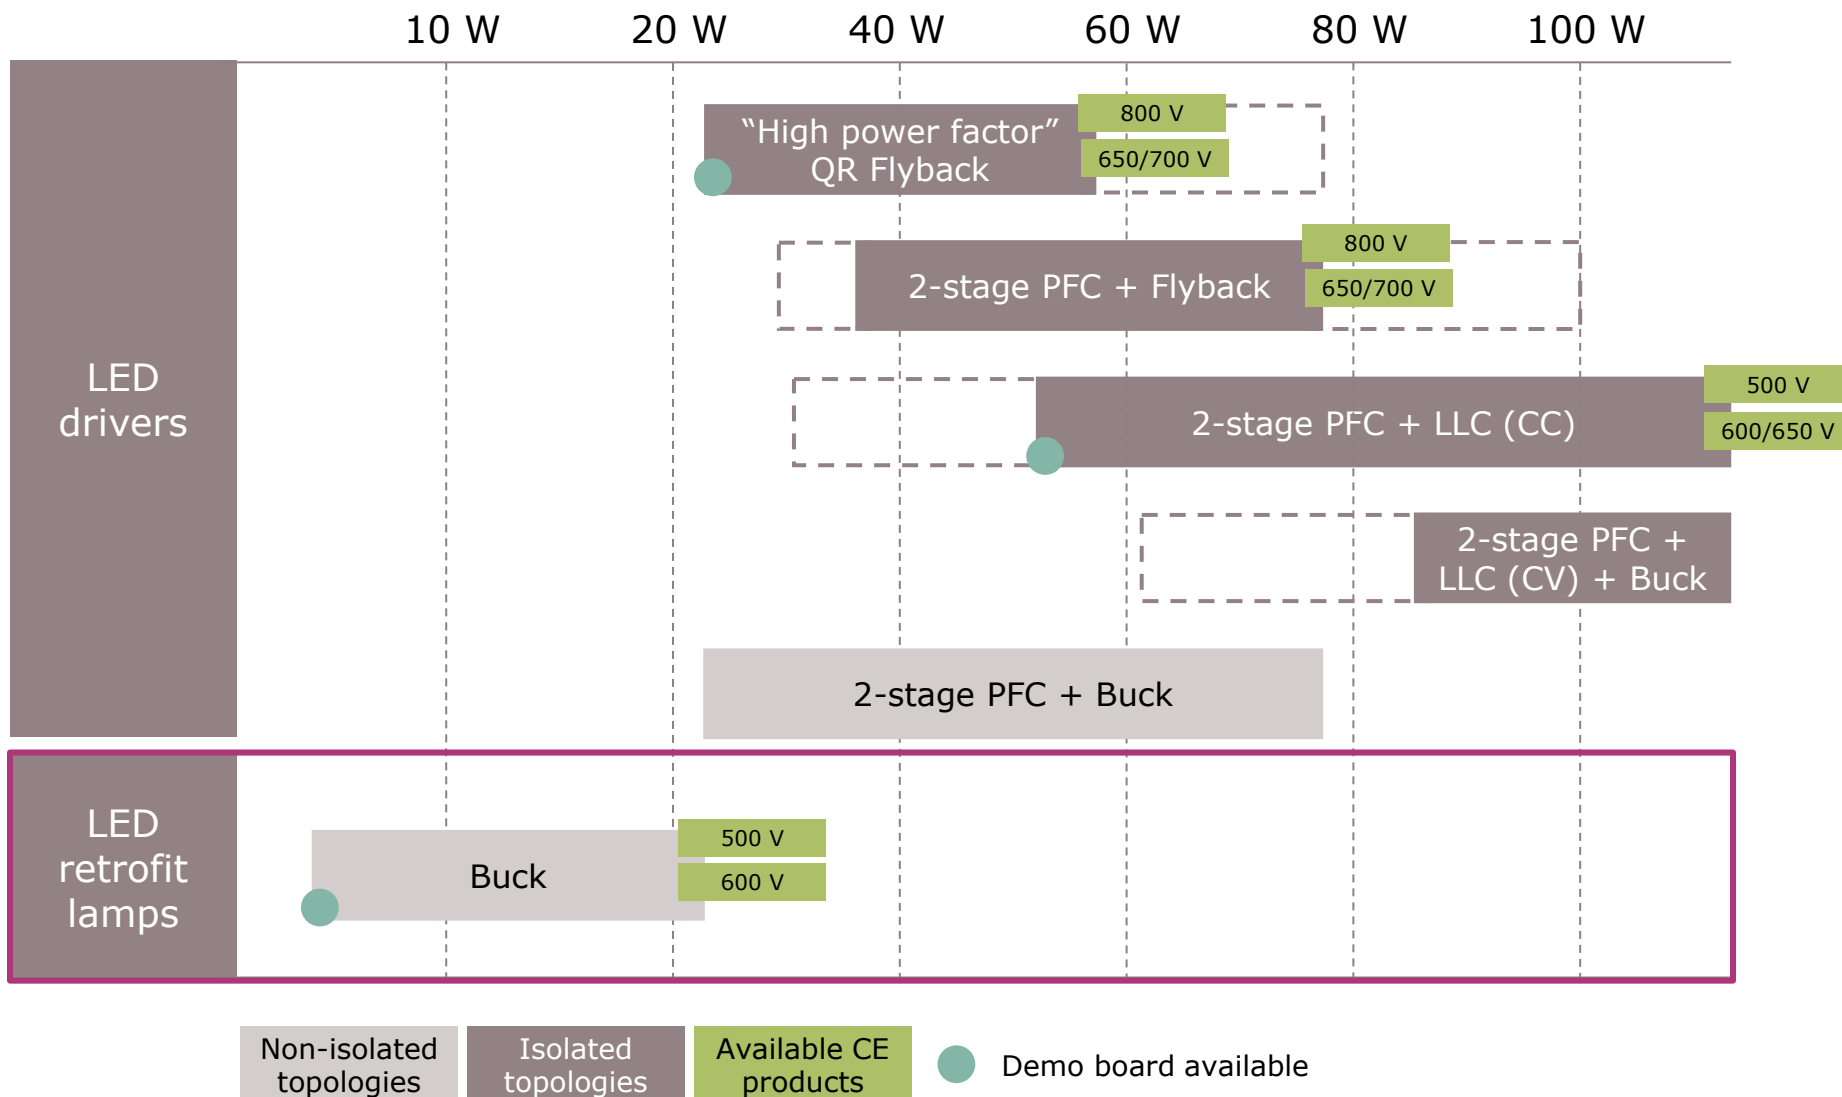 10 W 20 W 40 W 60 W 80 W 100 W
LED
drivers
“High power factor”
QR Flyback
800 V
650/700 V
2-stage PFC + Flyback
800 V
650/700 V
2-stage PFC + LLC (CC)
500 V
600/650 V
2-stage PFC +
LLC (CV) + Buck
2-stage PFC + Buck
LED
retrofit
lamps
Buck
500 V
600 V
Non-isolated
topologies
Isolated
topologies
Available CE
products
Demo board available